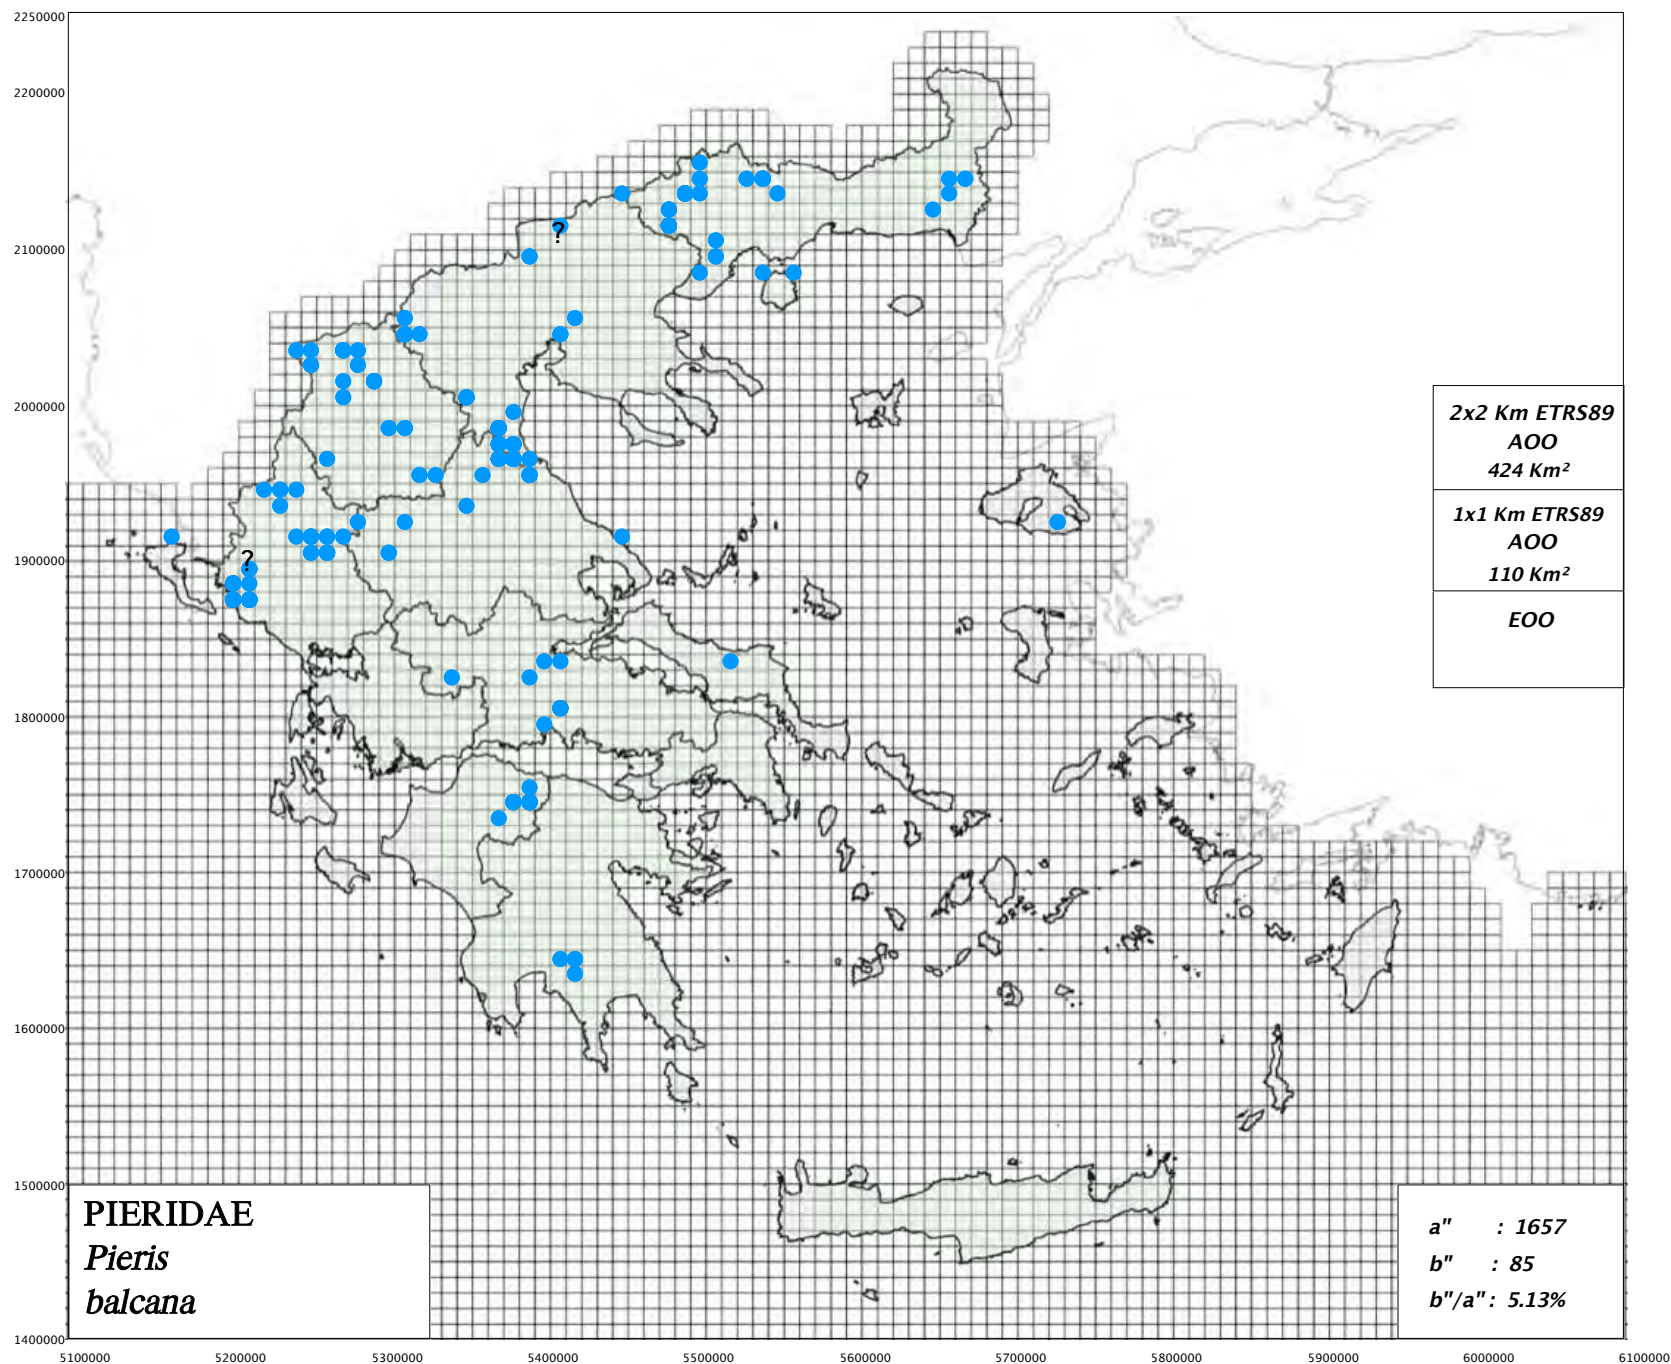 2250000
2200000
2100000
2000000
1900000
1800000
1700000
1600000
1500000
1400000
?
?
2x2 Km ETRS89
AOO
424 Km²
1x1 Km ETRS89
AOO
110 Km²
EOO
PIERIDAE
Pieris
balcana
a" : 1657
b" : 85
b"/a" : 5.13%
5100000 5200000 5300000 5400000 5500000 5600000 5700000 5800000 5900000 6000000 6100000